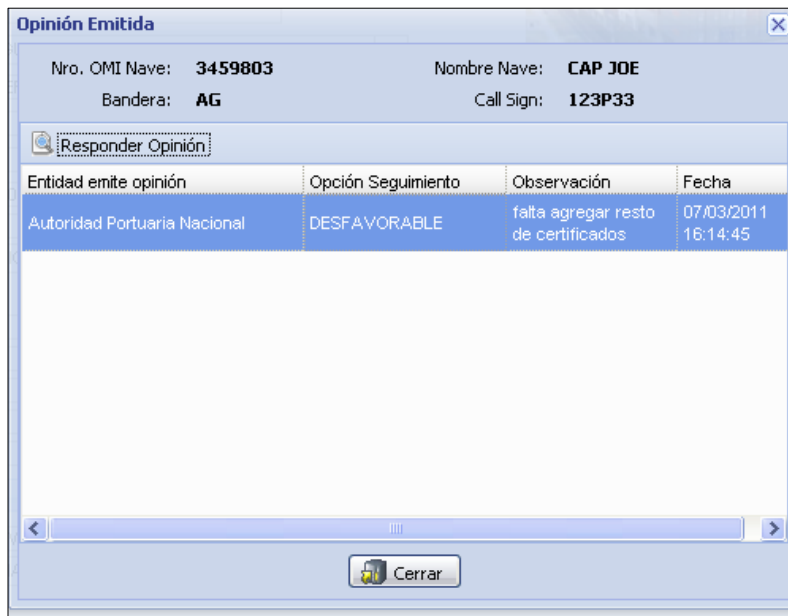 Opinión Emitida
Nro. OMI Nave: 3459803 Nombre Nave: CAP JOE
Bandera: AG Call Sign: 123P33
Responder Opinión
Entidad emite opinión Opción Seguimiento Observación Fecha
Autoridad Portuaria Nacional DESFAVORABLE falta agregar resto 07/03/2011
de certificados 16:14:45
Cerrar